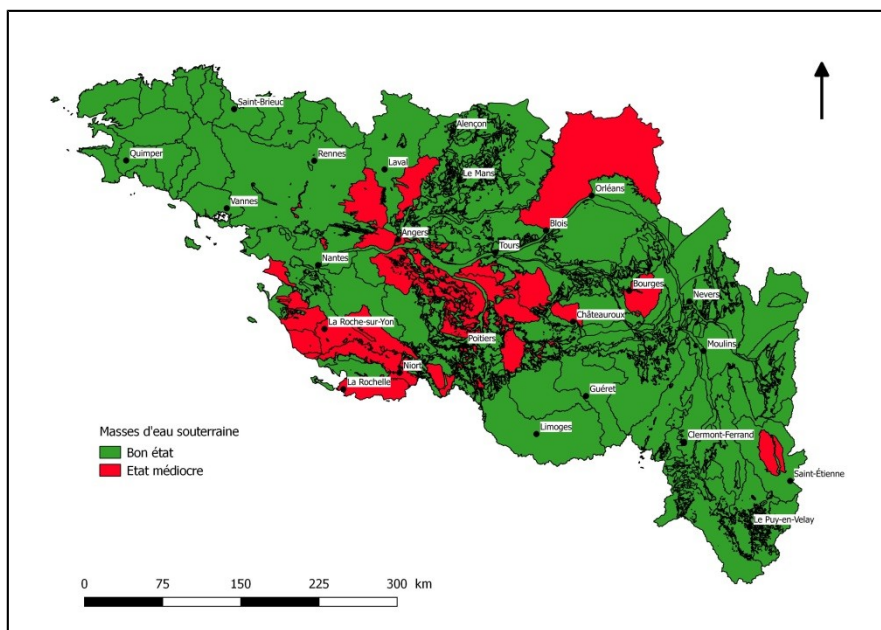 Saint-Brieuc
Alençon
Quimper
Rennes
Laval
Le Mans
Orléans
Vannes
Angers
Blois
Tours
Nantes
Bourges
Nevers
La Roche-sur-Yon
Châteauroux
Poitiers
Moulins
Niort
La Rochelle
Guéret
Limoges
Clermont-Ferrand
Masses d'eau souterraine
Bon état
Etat médiocre
Saint-Étienne
Le Puy-en-Velay
0 75 150 225 300 km